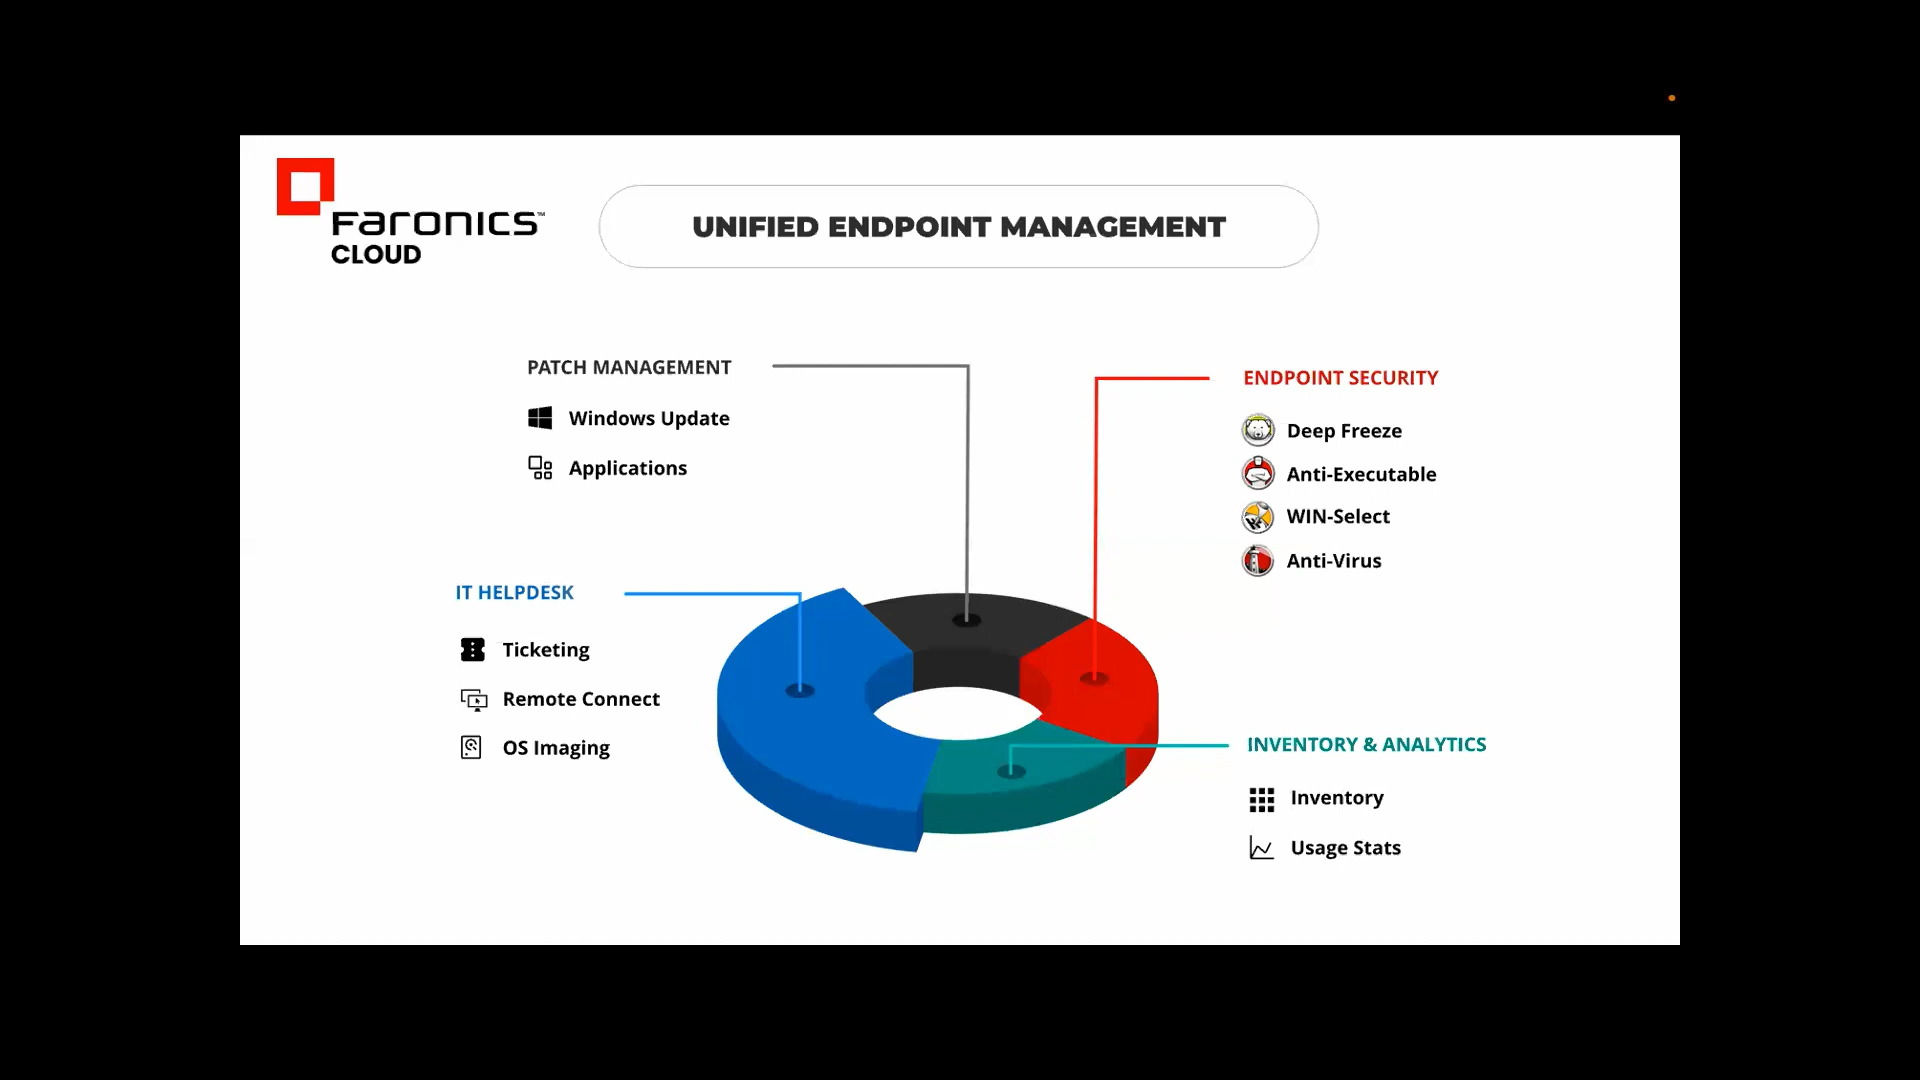 FARONICS™
CLOUD
UNIFIED ENDPOINT MANAGEMENT
PATCH MANAGEMENT
Windows Update
Applications
ENDPOINT SECURITY
Deep Freeze
Anti-Executable
WIN-Select
Anti-Virus
IT HELPDESK
Ticketing
Remote Connect
OS Imaging
INVENTORY & ANALYTICS
Inventory
Usage Stats